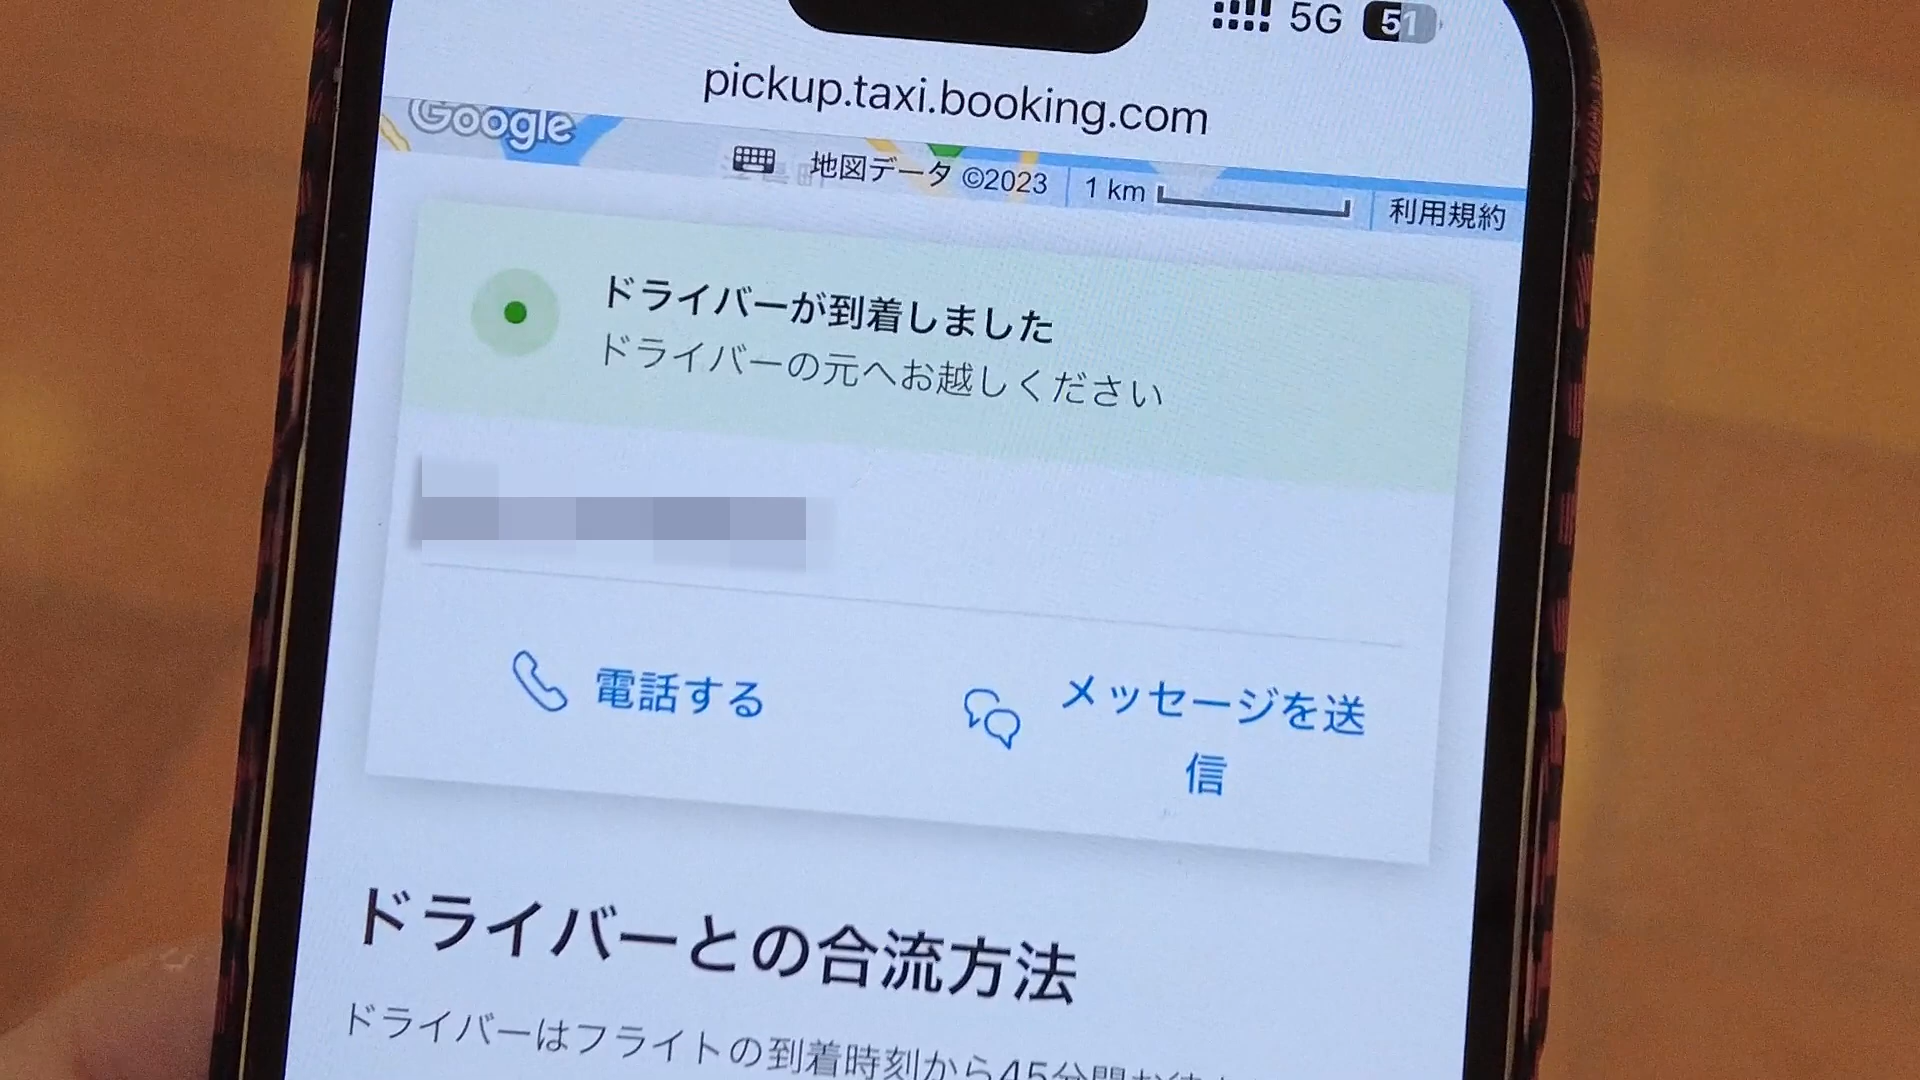 5G 51
pickup.taxi.booking.com
Google
地図データ ©2023 1 km 利用規約
ドライバーが到着しました
ドライバーの元へお越しください
電話する
メッセージを送
信
ドライバーとの合流方法
ドライバーはフライトの到着時刻から45分間お待